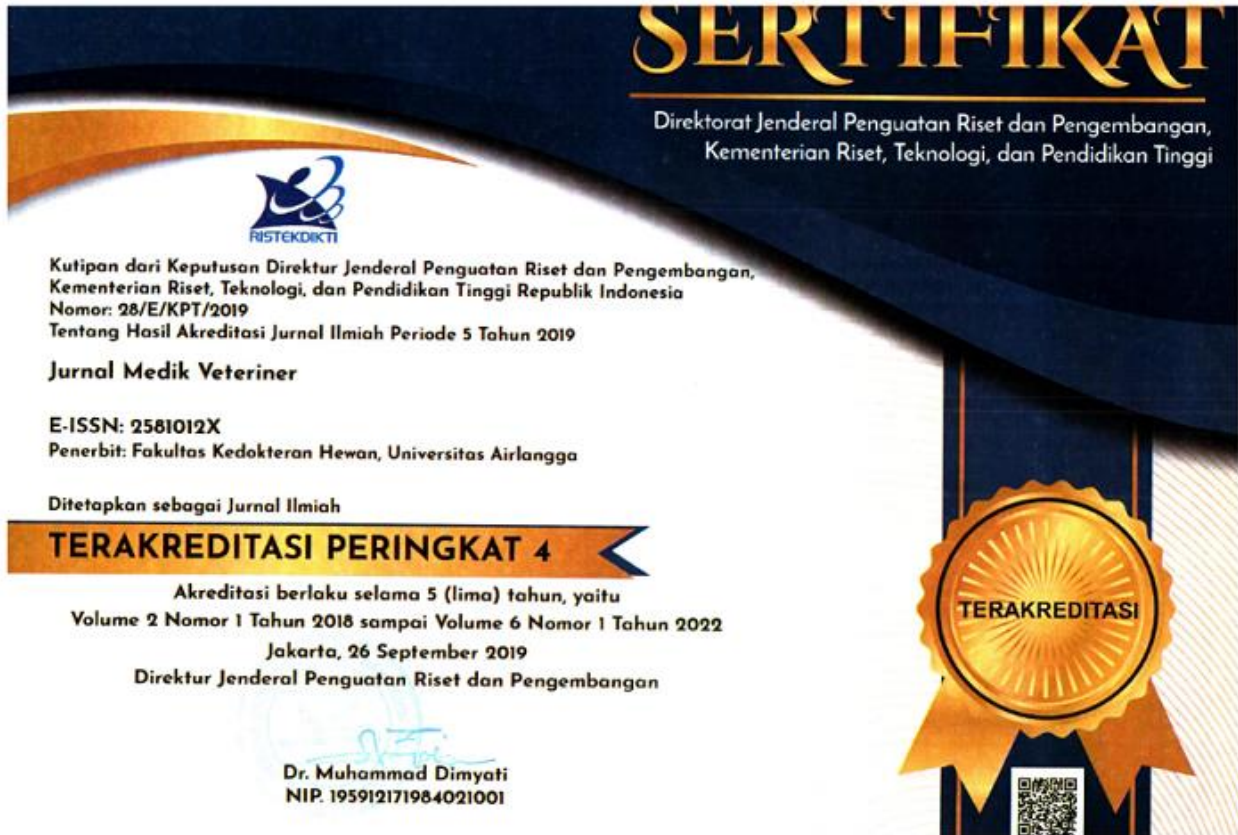 SERTIFIKAT
Direktorat Jenderal Penguatan Riset dan Pengembangan,
Kementerian Riset, Teknologi, dan Pendidikan Tinggi
RISTEKDIKTI
Kutipan dari Keputusan Direktur Jenderal Penguatan Riset dan Pengembangan,
Kementerian Riset, Teknologi, dan Pendidikan Tinggi Republik Indonesia
Nomor: 28/E/KPT/2019
Tentang Hasil Akreditasi Jurnal Ilmiah Periode 5 Tahun 2019
Jurnal Medik Veteriner
E-ISSN: 2581012X
Penerbit: Fakultas Kedokteran Hewan, Universitas Airlangga
Ditetapkan sebagai Jurnal Ilmiah
TERAKREDITASI PERINGKAT 4
Akreditasi berlaku selama 5 (lima) tahun, yaitu
Volume 2 Nomor 1 Tahun 2018 sampai Volume 6 Nomor 1 Tahun 2022
Jakarta, 26 September 2019
Direktur Jenderal Penguatan Riset dan Pengembangan
Dr. Muhammad Dimyati
NIP. 195912171984021001
TERAKREDITASI